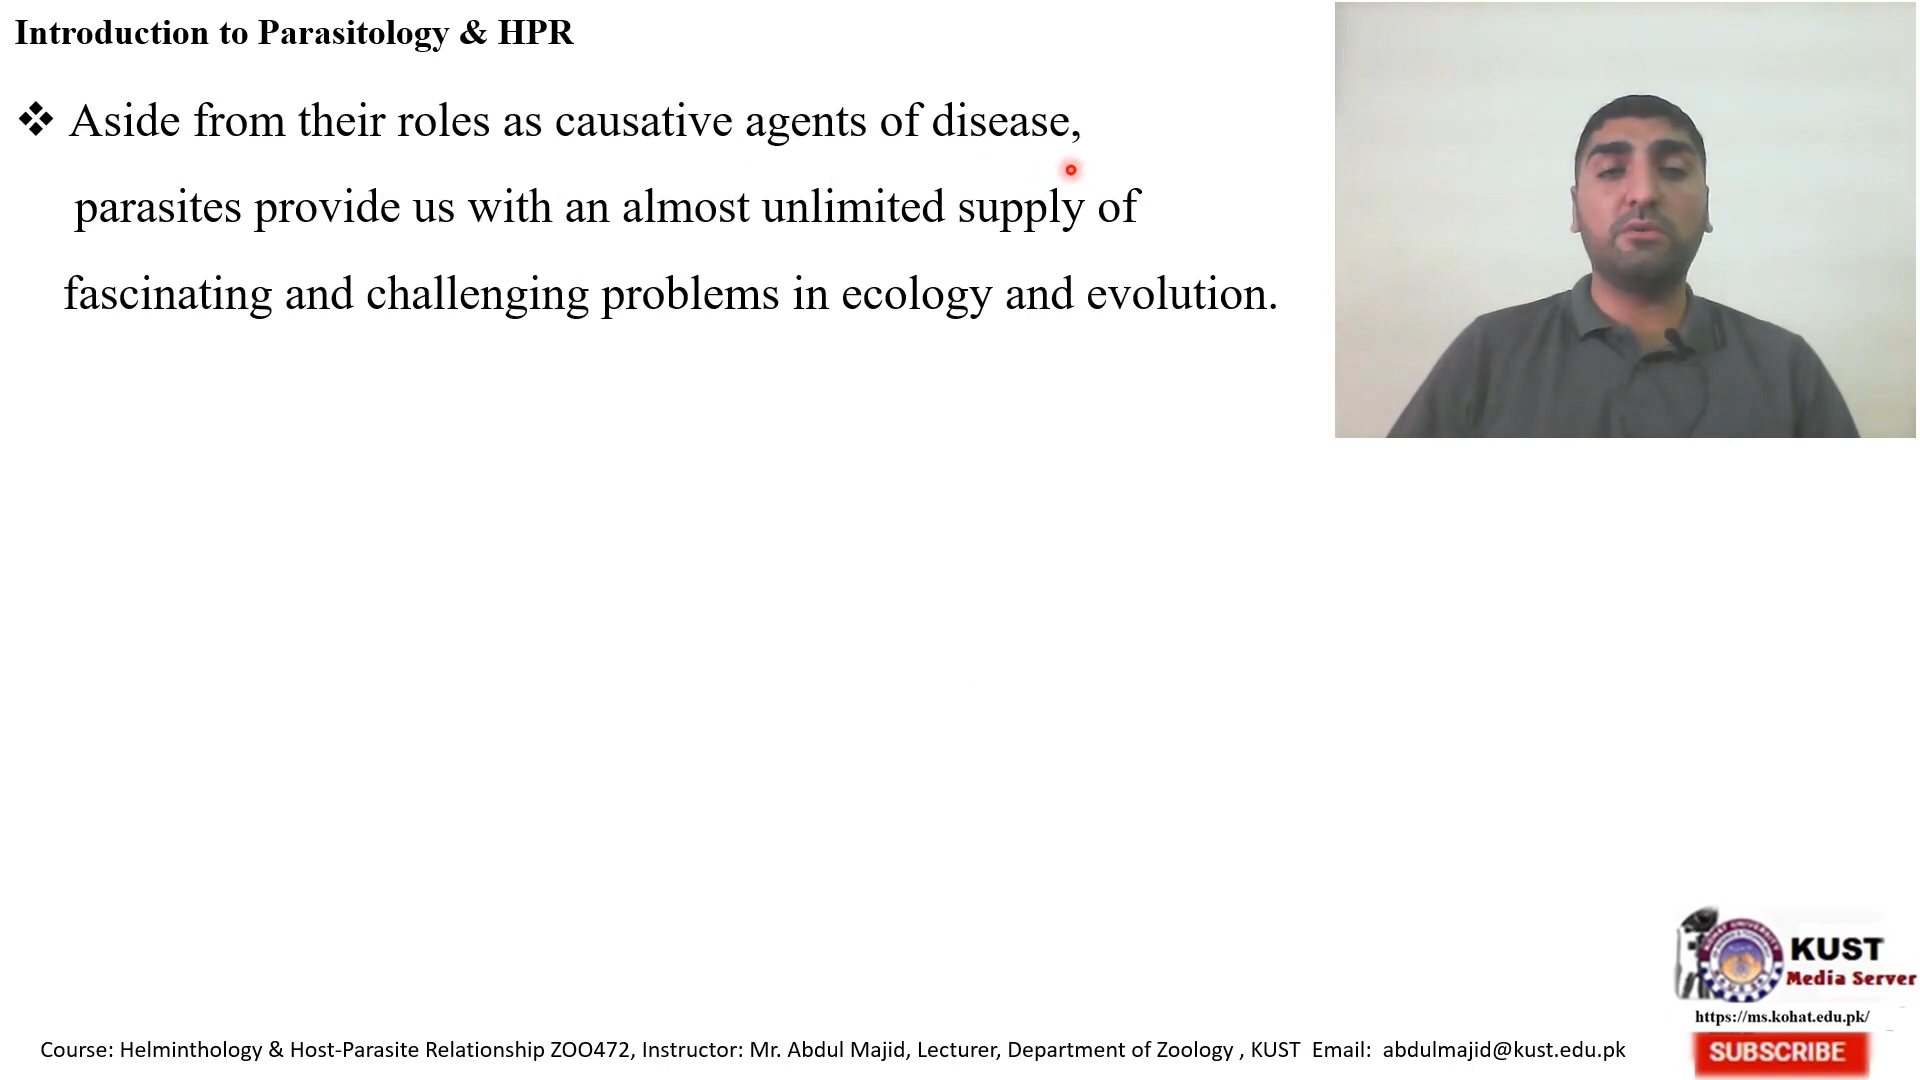 Introduction to Parasitology & HPR
❖ Aside from their roles as causative agents of disease,
parasites provide us with an almost unlimited supply of
fascinating and challenging problems in ecology and evolution.
KUST
Media Server
https://ms.kohat.edu.pk/
SUBSCRIBE
Course: Helminthology & Host-Parasite Relationship ZOO472, Instructor: Mr. Abdul Majid, Lecturer, Department of Zoology , KUST  Email:  abdulmajid@kust.edu.pk